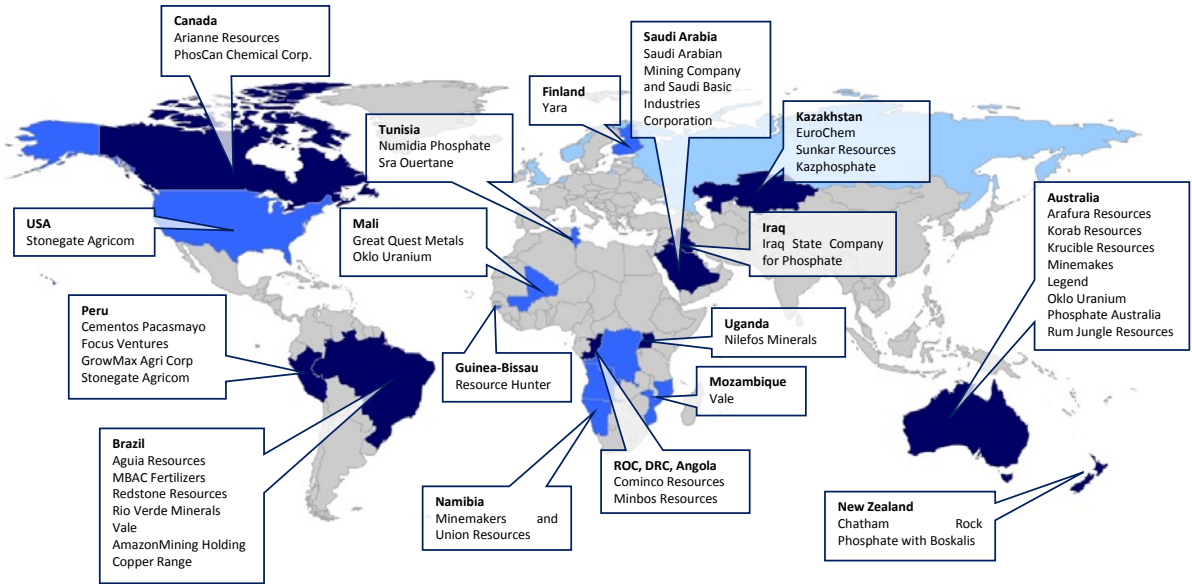 Canada
Arianne Resources
PhosCan Chemical Corp.
Saudi Arabia
Saudi Arabian
Mining Company
and Saudi Basic
Industries
Corporation
Finland
Yara
Kazakhstan
EuroChem
Sunkar Resources
Kazphosphate
Tunisia
Numidia Phosphate
Sra Ouertane
USA
Stonegate Agricom
Mali
Great Quest Metals
Oklo Uranium
Iraq
Iraq State Company
for Phosphate
Australia
Arafura Resources
Korab Resources
Krucible Resources
Minemakes
Legend
Oklo Uranium
Phosphate Australia
Rum Jungle Resources
Peru
Cementos Pacasmayo
Focus Ventures
GrowMax Agri Corp
Stonegate Agricom
Uganda
Nilefos Minerals
Guinea-Bissau
Resource Hunter
Mozambique
Vale
Brazil
Aguia Resources
MBAC Fertilizers
Redstone Resources
Rio Verde Minerals
Vale
AmazonMining Holding
Copper Range
ROC, DRC, Angola
Cominco Resources
Minbos Resources
Namibia
Minemakers and
Union Resources
New Zealand
Chatham Rock
Phosphate with Boskalis